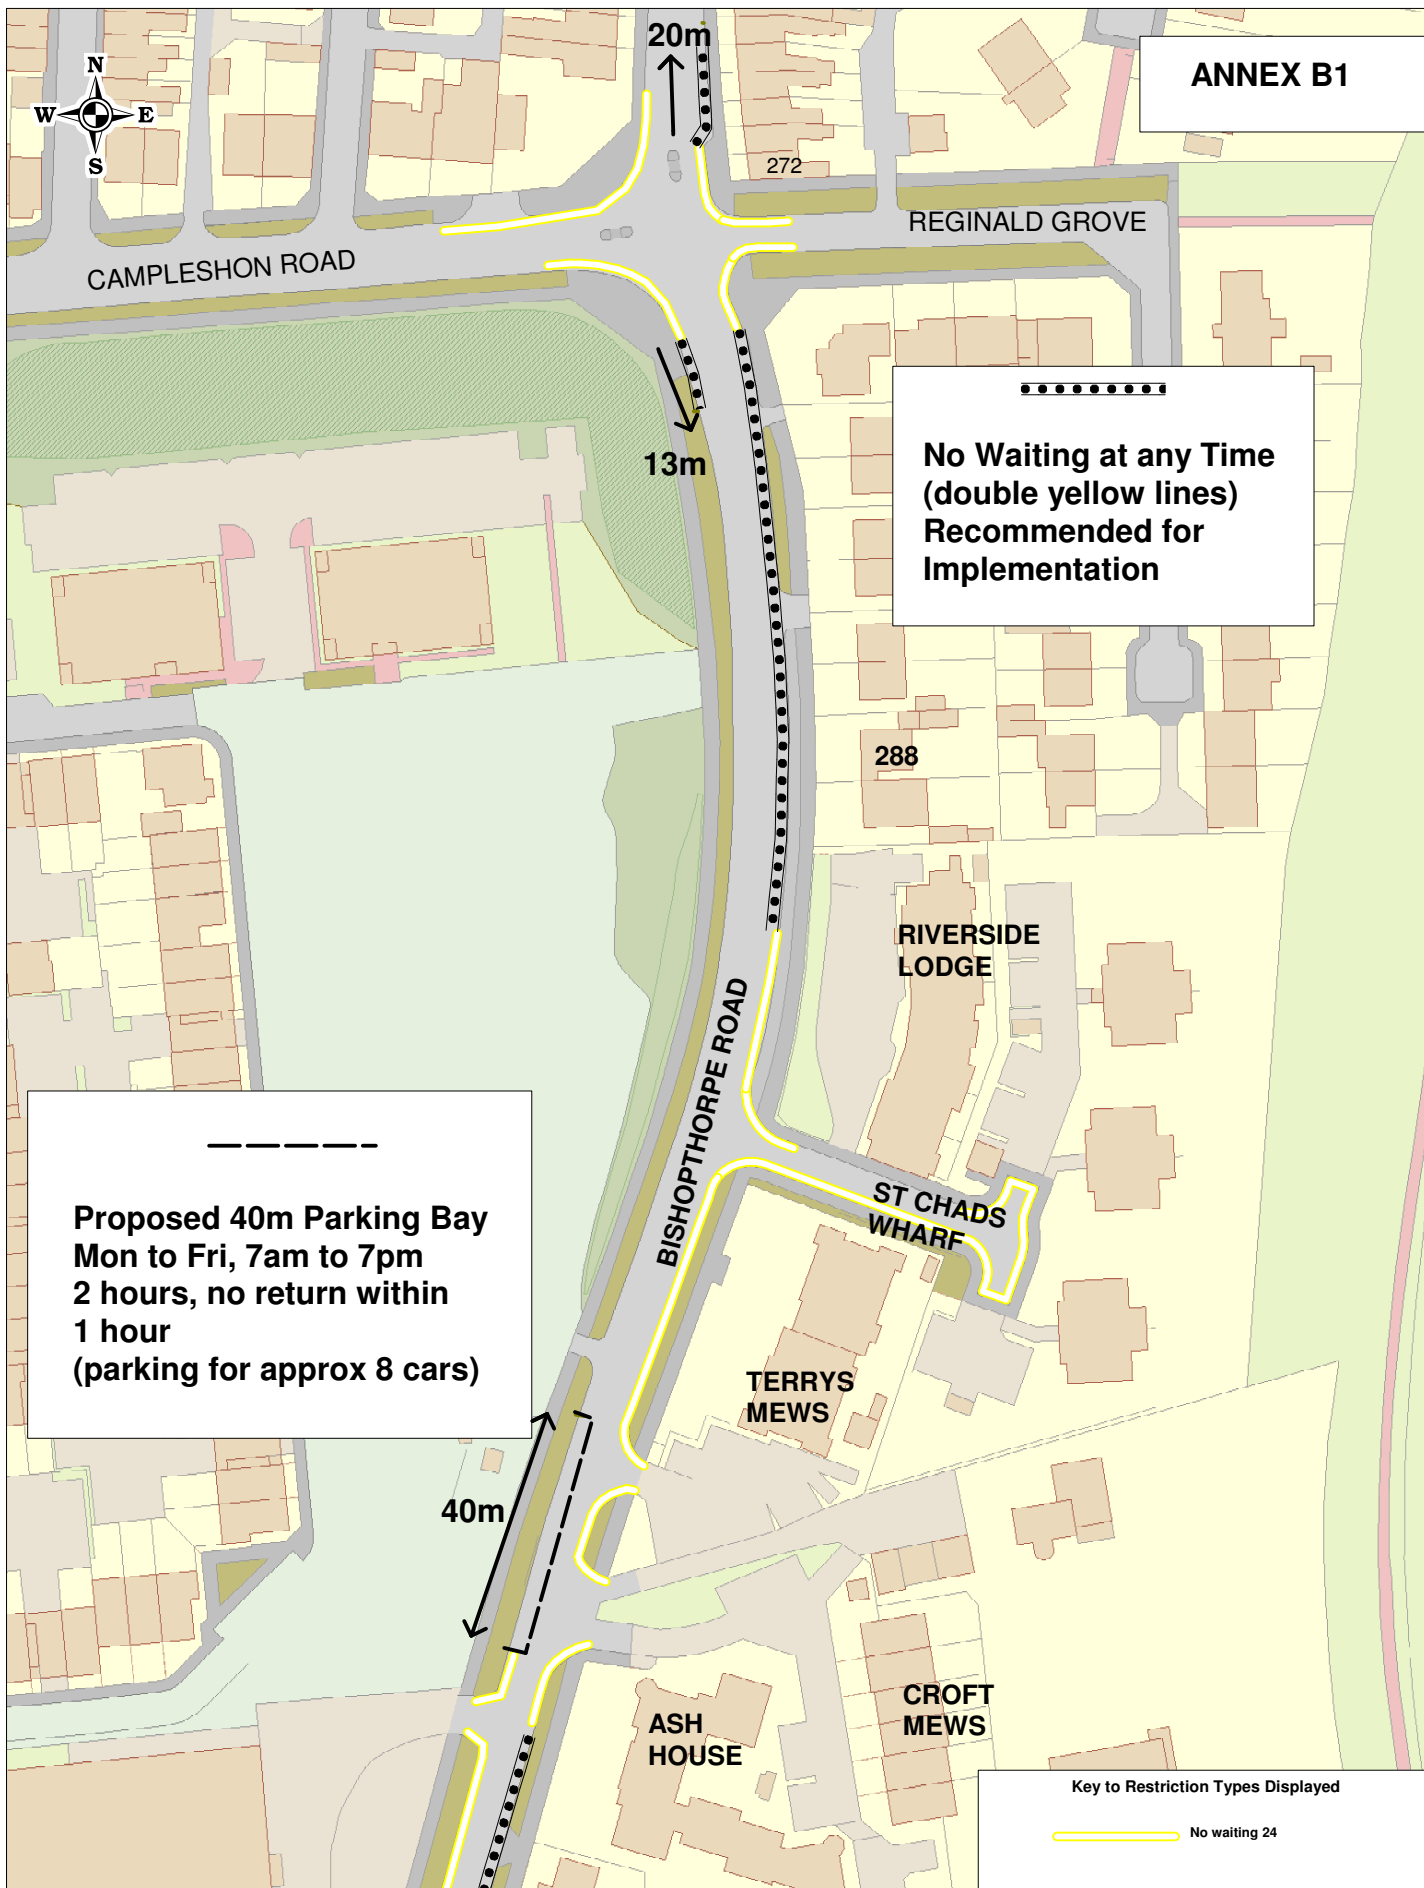 20m
ANNEX B1
N
W E
S
272
REGINALD GROVE
CAMPLESHON ROAD
13m
No Waiting at any Time
(double yellow lines)
Recommended for
Implementation
288
RIVERSIDE
LODGE
BISHOPTHORPE ROAD
ST CHADS
WHARF
Proposed 40m Parking Bay
Mon to Fri, 7am to 7pm
2 hours, no return within
1 hour
(parking for approx 8 cars)
TERRYS
MEWS
40m
CROFT
MEWS
ASH
HOUSE
Key to Restriction Types Displayed
No waiting 24